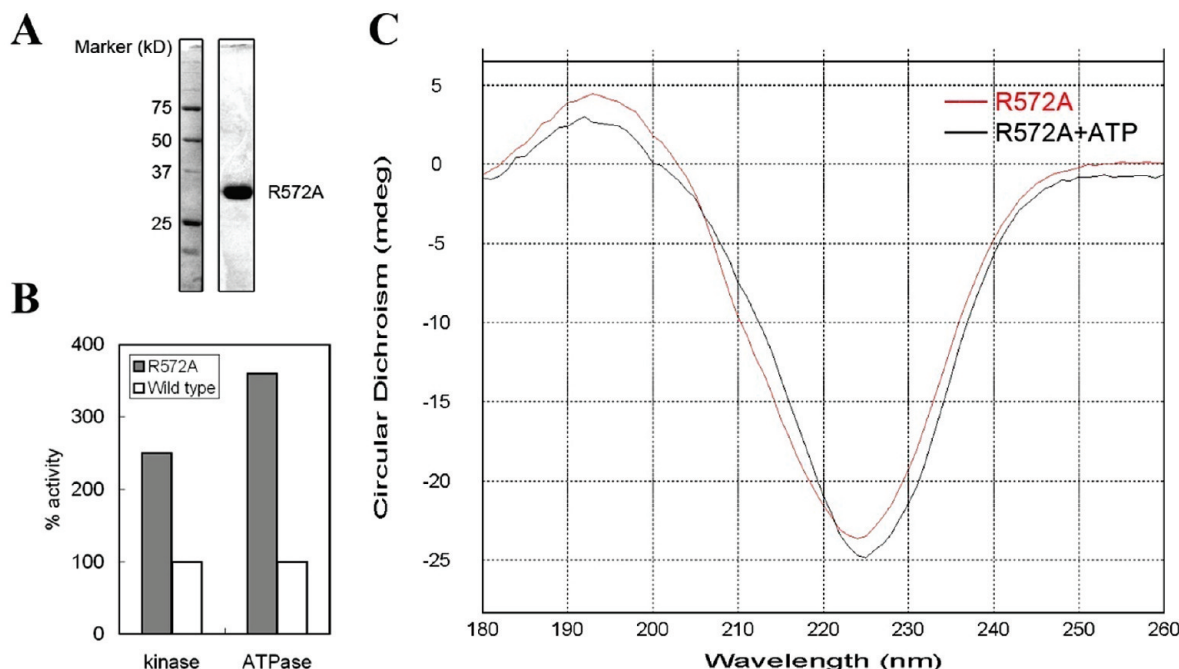 A
Marker (kD)
75
50
37
25
R572A
B
400
300
200
100
0
% activity
R572A
Wild type
kinase
ATPase
C
5
0
-5
-10
-15
-20
-25
Circular Dichroism (mdeg)
R572A
R572A+ATP
180 190 200 210 220 230 240 250 260
Wavelength (nm)